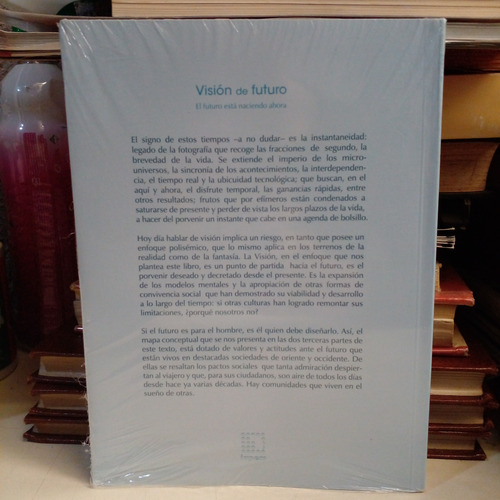 Visión de futuro
El futuro está naciendo ahora
El signo de estos tiempos –a no dudar– es la instantaneidad:
legado de la fotografía que recoge las fracciones de segundo, la
brevedad de la vida. Se extiende el imperio de los micro-
universos, la sincronía de los acontecimientos, la interdependen-
cia, el tiempo real y la ubicuidad tecnológica; que buscan, en el
aquí y ahora, el disfrute temporal, las ganancias rápidas, entre
otros resultados; frutos que por efímeros están condenados a
saturarse de presente y perder de vista los largos plazos de la vida,
a hacer del porvenir un instante que cabe en una agenda de bolsillo.
Hoy día hablar de visión implica un riesgo, en tanto que posee un
enfoque polisémico, que lo mismo aplica en los terrenos de la
realidad como de la fantasía. La Visión, en el enfoque que nos
plantea este libro, es un punto de partida hacia el futuro, es el
porvenir deseado y decretado desde el presente. Es la expansión
de los modelos mentales y la apropiación de otras formas de
convivencia social que han demostrado su viabilidad y desarrollo
a lo largo del tiempo: si otras culturas han logrado remontar sus
limitaciones, ¿porqué nosotros no?
Si el futuro es para el hombre, es él quien debe diseñarlo. Así, el
mapa conceptual que se nos presenta en las dos terceras partes de
este texto, está dotado de valores y actitudes ante el futuro que
están vivos en destacadas sociedades de oriente y occidente. De
ellas se resaltan los pactos sociales que tanta admiración despier-
tan al viajero y que, para sus ciudadanos, son aire de todos los días
desde hace ya varias décadas. Hay comunidades que viven en el
sueño de otras.